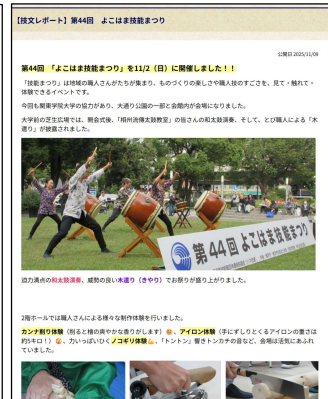 【技文レポート】第44回　よこはま技能まつり
公開日 2025/11/09
第44回　「よこはま技能まつり」を11/2（日）に開催しました！！
「技能まつり」は地域の職人さんがたちが集まり、ものづくりの楽しさや職人技のすごさを、見て・触れて・
体験できるイベントです。
今回も関東学院大学の協力があり、大通り公園の一部と会館内が会場になりました。
大学前の芝生広場では、開会式後、「相州流傳太鼓教室」の皆さんの和太鼓演奏、そして、とび職人による「木
遣り」が披露されました。
第44回 よこはま技能まつり
迫力満点の和太鼓演奏、威勢の良い木遣り（きやり）でお祭りが盛り上がりました。
2階ホールでは職人さんによる様々な制作体験を行いました。
カンナ削り体験（削ると檜の爽やかな香りがします）、アイロン体験（手にずしりとくるアイロンの重さは
約5キロ！）、力いっぱいひくノコギリ体験、「トントン」響きトンカチの音など、会場は活気にあふれ
ていました。